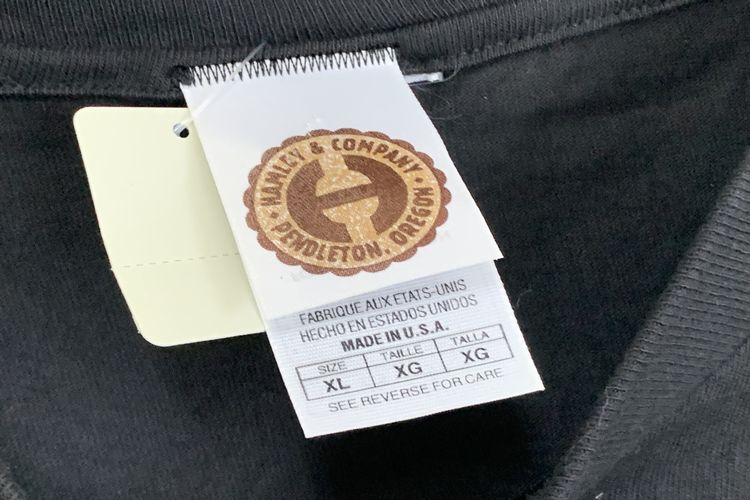 HAMLEY & COMPANY
PENDLETON, OREGON
FABRIQUE AUX ETATS-UNIS
HECHO EN ESTADOS UNIDOS
MADE IN U.S.A.
SIZE TAILLE TALLA
XL XG XG
SEE REVERSE FOR CARE